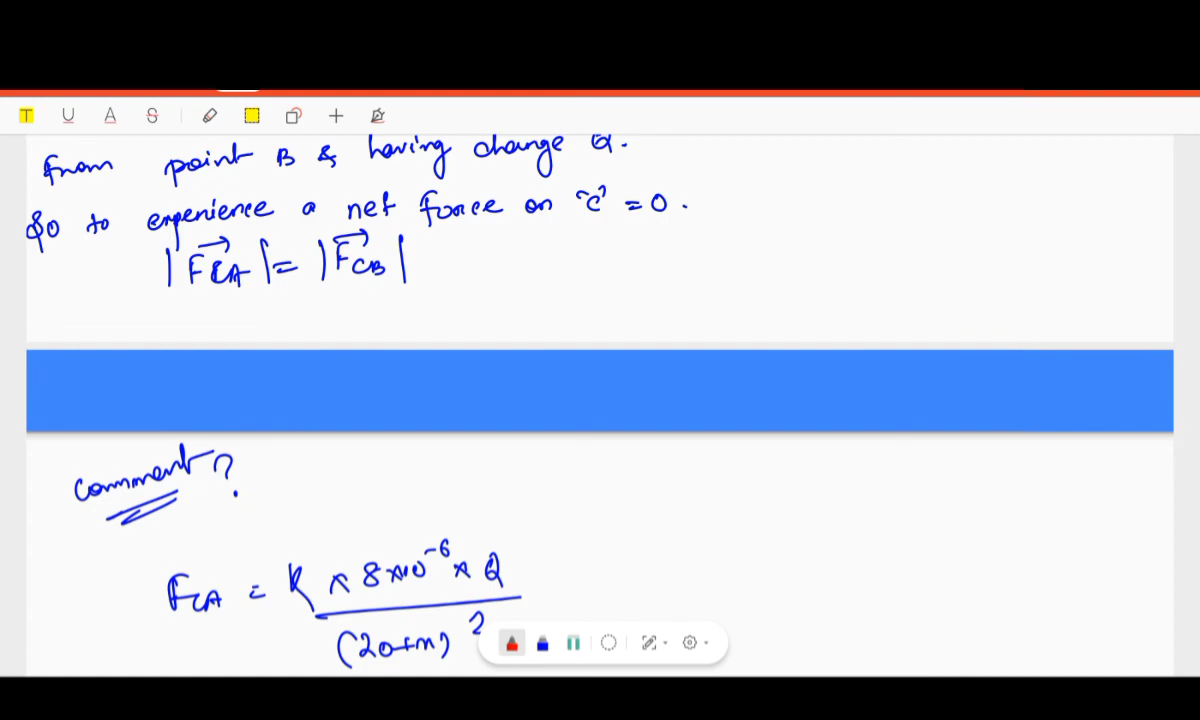 from point B & having change Q.
So to experience a net force on "C" = 0.
|F⃗CA| = |F⃗CB|
comment?
FCA = K × 8×10⁻⁶ × Q
(20+x)²